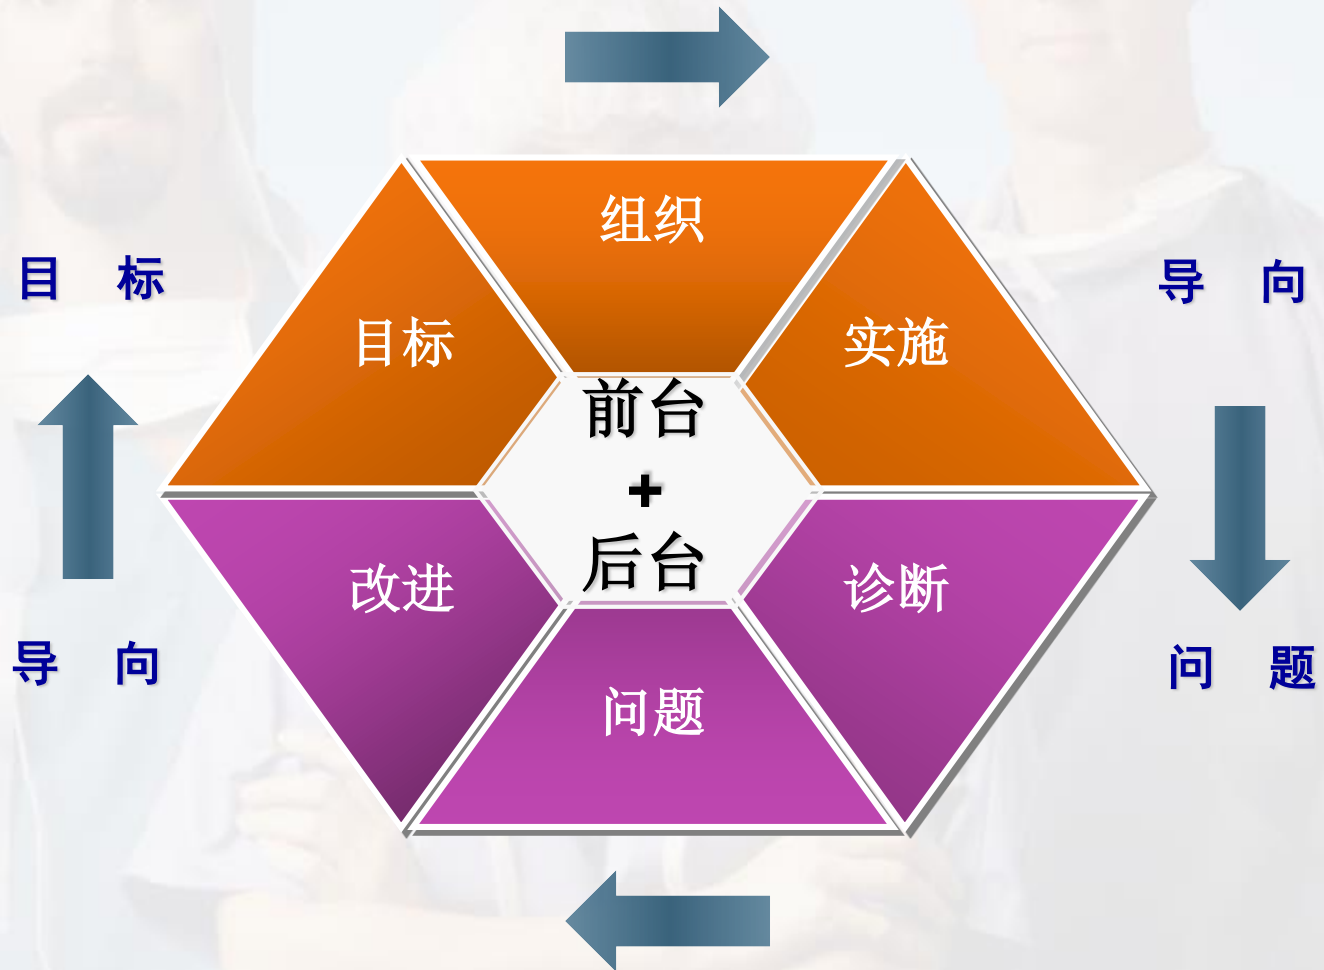 组织
目 标
导 向
目标
实施
前台
+
后台
改进
诊断
导 向
问 题
问题